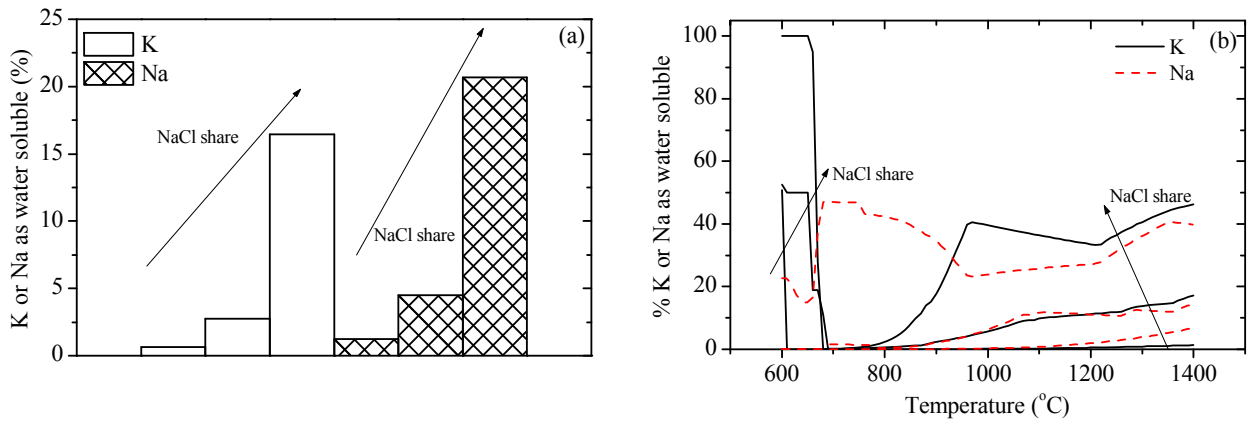 (a)
K
Na
NaCl share
NaCl share
K or Na as water soluble (%)
25
20
15
10
5
0
(b)
K
Na
NaCl share
NaCl share
% K or Na as water soluble
100
80
60
40
20
0
600 800 1000 1200 1400
Temperature (°C)